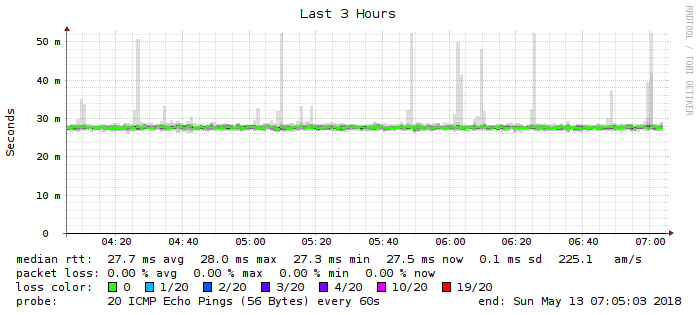 Last 3 Hours
RRDTOOL / TOBI OETIKER
Seconds
50 m
40 m
30 m
20 m
10 m
0
04:20 04:40 05:00 05:20 05:40 06:00 06:20 06:40 07:00
median rtt: 27.7 ms avg 28.0 ms max 27.3 ms min 27.5 ms now 0.1 ms sd 225.1 am/s
packet loss: 0.00 % avg 0.00 % max 0.00 % min 0.00 % now
loss color: 0 1/20 2/20 3/20 4/20 10/20 19/20
probe: 20 ICMP Echo Pings (56 Bytes) every 60s end: Sun May 13 07:05:03 2018